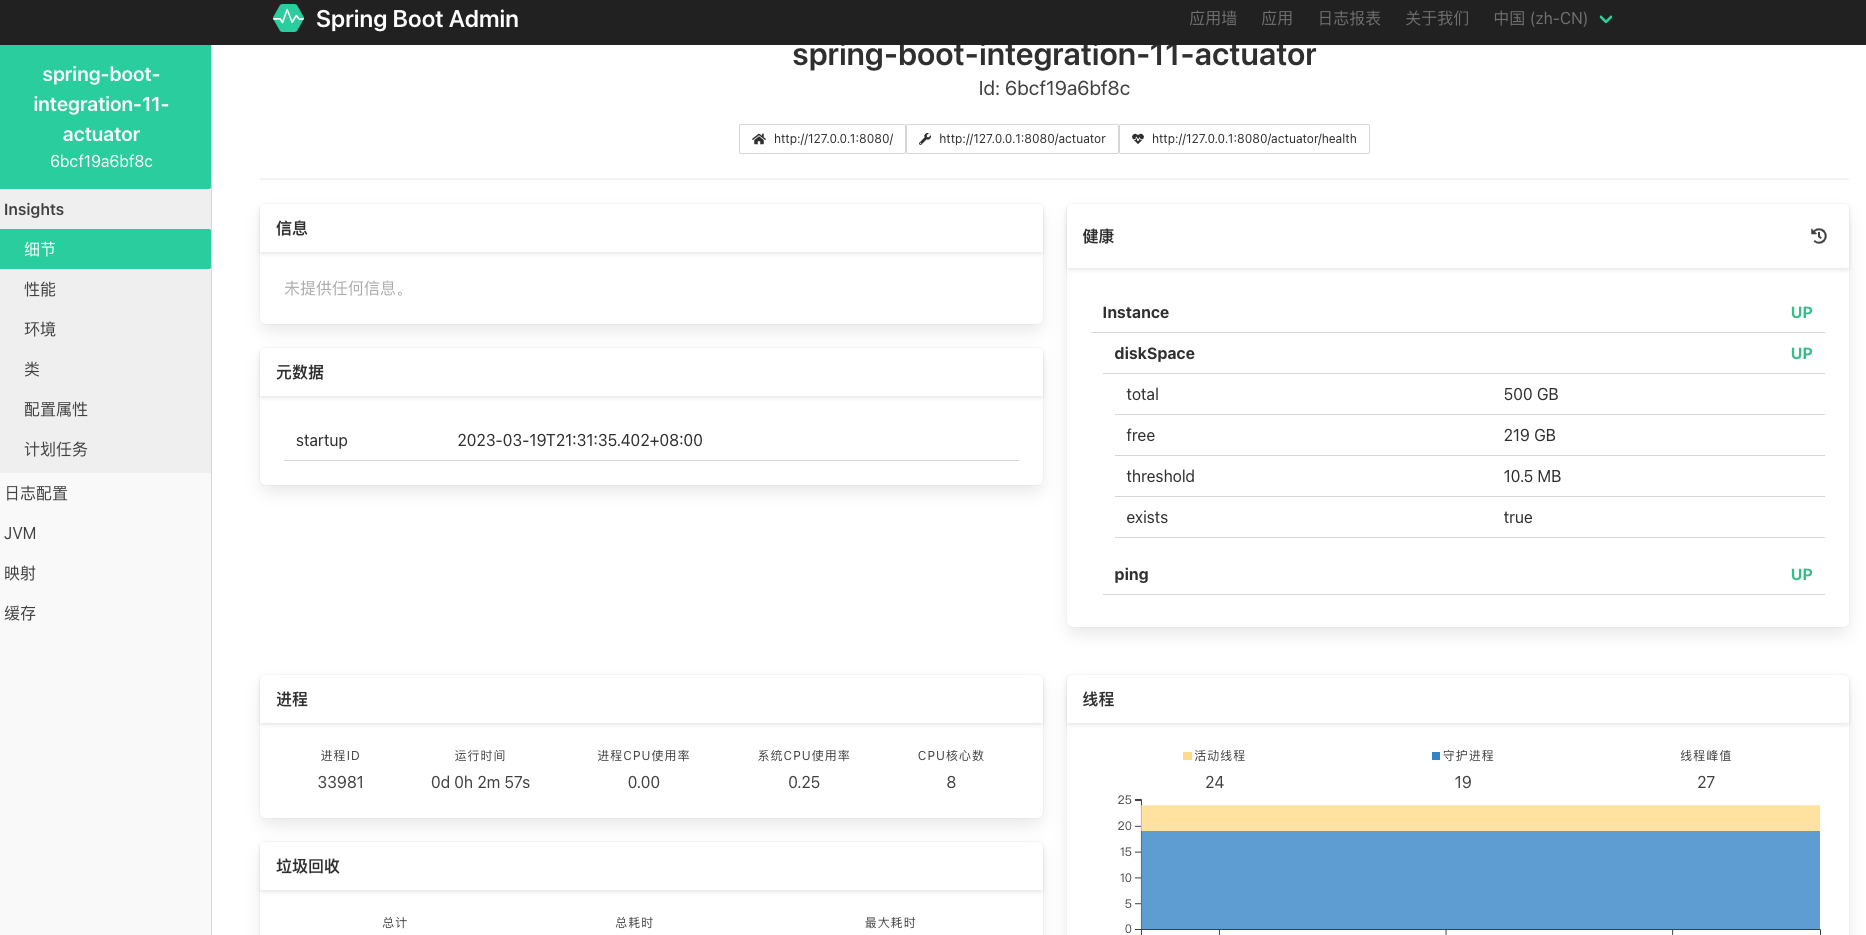 Spring Boot Admin
应用墙 应用 日志报表 关于我们 中国 (zh-CN)
spring-boot-
integration-11-
actuator
6bcf19a6bf8c
Insights
细节
性能
环境
类
配置属性
计划任务
日志配置
JVM
映射
缓存
spring-boot-integration-11-actuator
Id: 6bcf19a6bf8c
http://127.0.0.1:8080/ http://127.0.0.1:8080/actuator http://127.0.0.1:8080/actuator/health
信息
未提供任何信息。
元数据
startup 2023-03-19T21:31:35.402+08:00
健康
Instance UP
diskSpace UP
total 500 GB
free 219 GB
threshold 10.5 MB
exists true
ping UP
进程
进程ID 运行时间 进程CPU使用率 系统CPU使用率 CPU核心数
33981 0d 0h 2m 57s 0.00 0.25 8
垃圾回收
总计 总耗时 最大耗时
线程
活动线程 守护进程 线程峰值
24 19 27
25
20
15
10
5
0